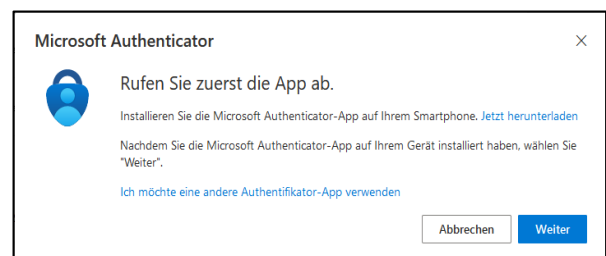 Microsoft Authenticator
Rufen Sie zuerst die App ab.
Installieren Sie die Microsoft Authenticator-App auf Ihrem Smartphone. Jetzt herunterladen
Nachdem Sie die Microsoft Authenticator-App auf Ihrem Gerät installiert haben, wählen Sie
"Weiter".
Ich möchte eine andere Authentifikator-App verwenden
Abbrechen Weiter